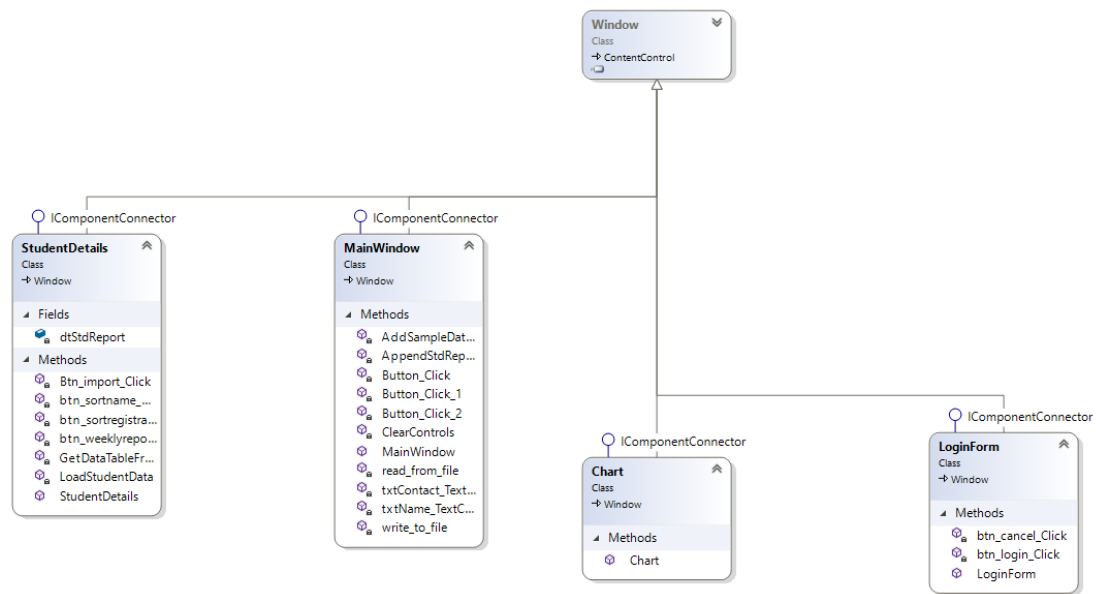 Window
Class
ContentControl
IComponentConnector
StudentDetails
Class
Window
Fields
dtStdReport
Methods
Btn_import_Click
btn_sortname_...
btn_sortregistra...
btn_weeklyrepo...
GetDataTableFr...
LoadStudentData
StudentDetails
IComponentConnector
MainWindow
Class
Window
Methods
AddSampleDat...
AppendStdRep...
Button_Click
Button_Click_1
Button_Click_2
ClearControls
MainWindow
read_from_file
txtContact_Text...
txtName_TextC...
write_to_file
IComponentConnector
Chart
Class
Window
Methods
Chart
IComponentConnector
LoginForm
Class
Window
Methods
btn_cancel_Click
btn_login_Click
LoginForm